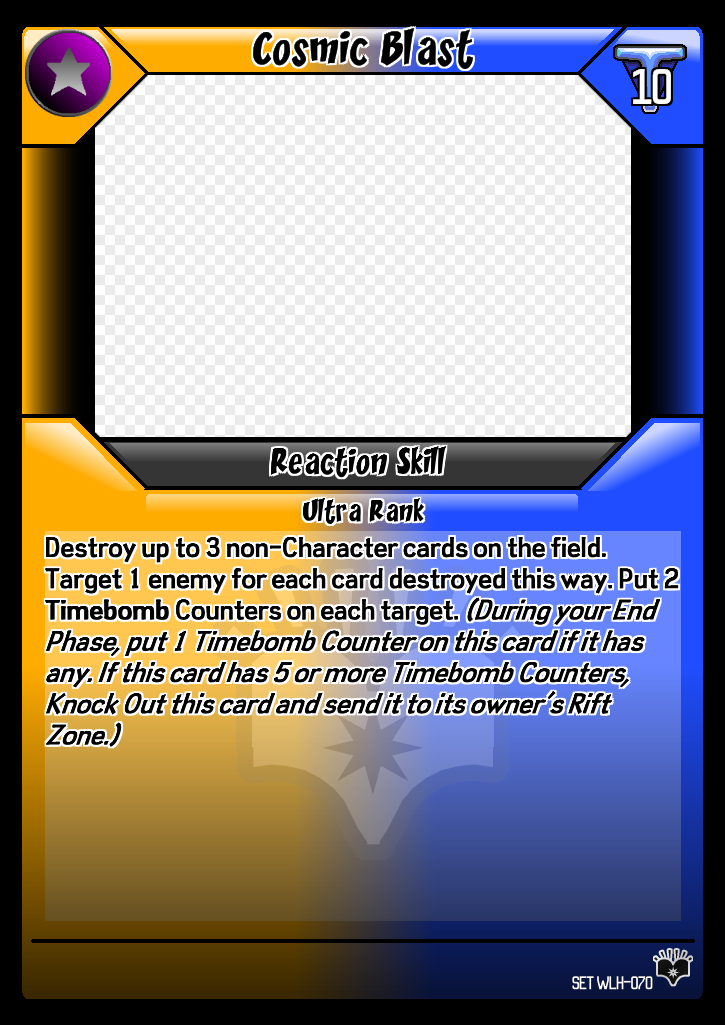 Cosmic Blast
10
Reaction Skill
Ultra Rank
Destroy up to 3 non-Character cards on the field.
Target 1 enemy for each card destroyed this way. Put 2
Timebomb Counters on each target. (During your End
Phase, put 1 Timebomb Counter on this card if it has
any. If this card has 5 or more Timebomb Counters,
Knock Out this card and send it to its owner's Rift
Zone.)
SET WLH-070